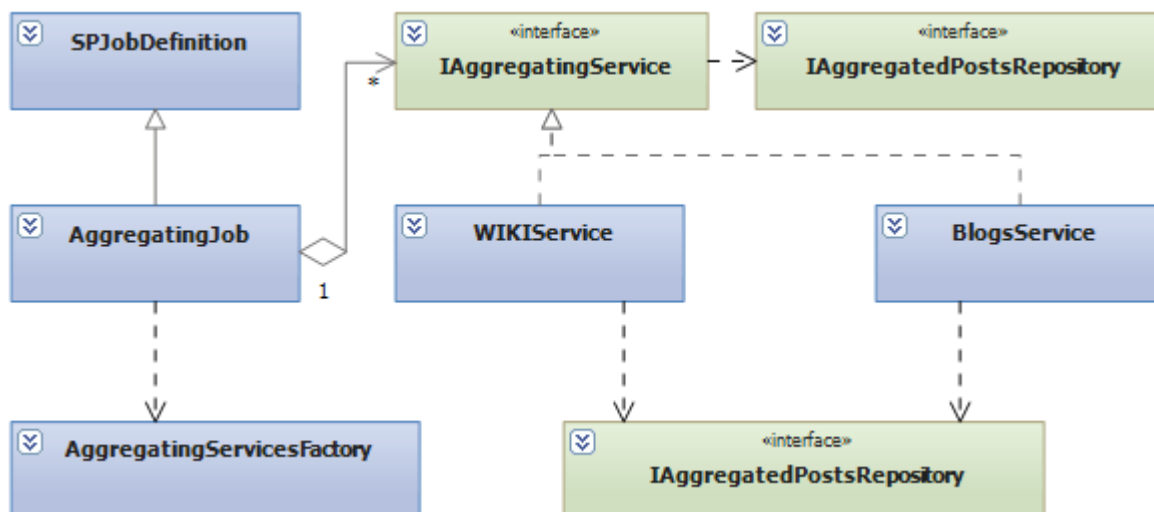 SPJobDefinition
«interface»
IAggregatingService
«interface»
IAggregatedPostsRepository
*
AggregatingJob
1
WIKIService
BlogsService
AggregatingServicesFactory
«interface»
IAggregatedPostsRepository